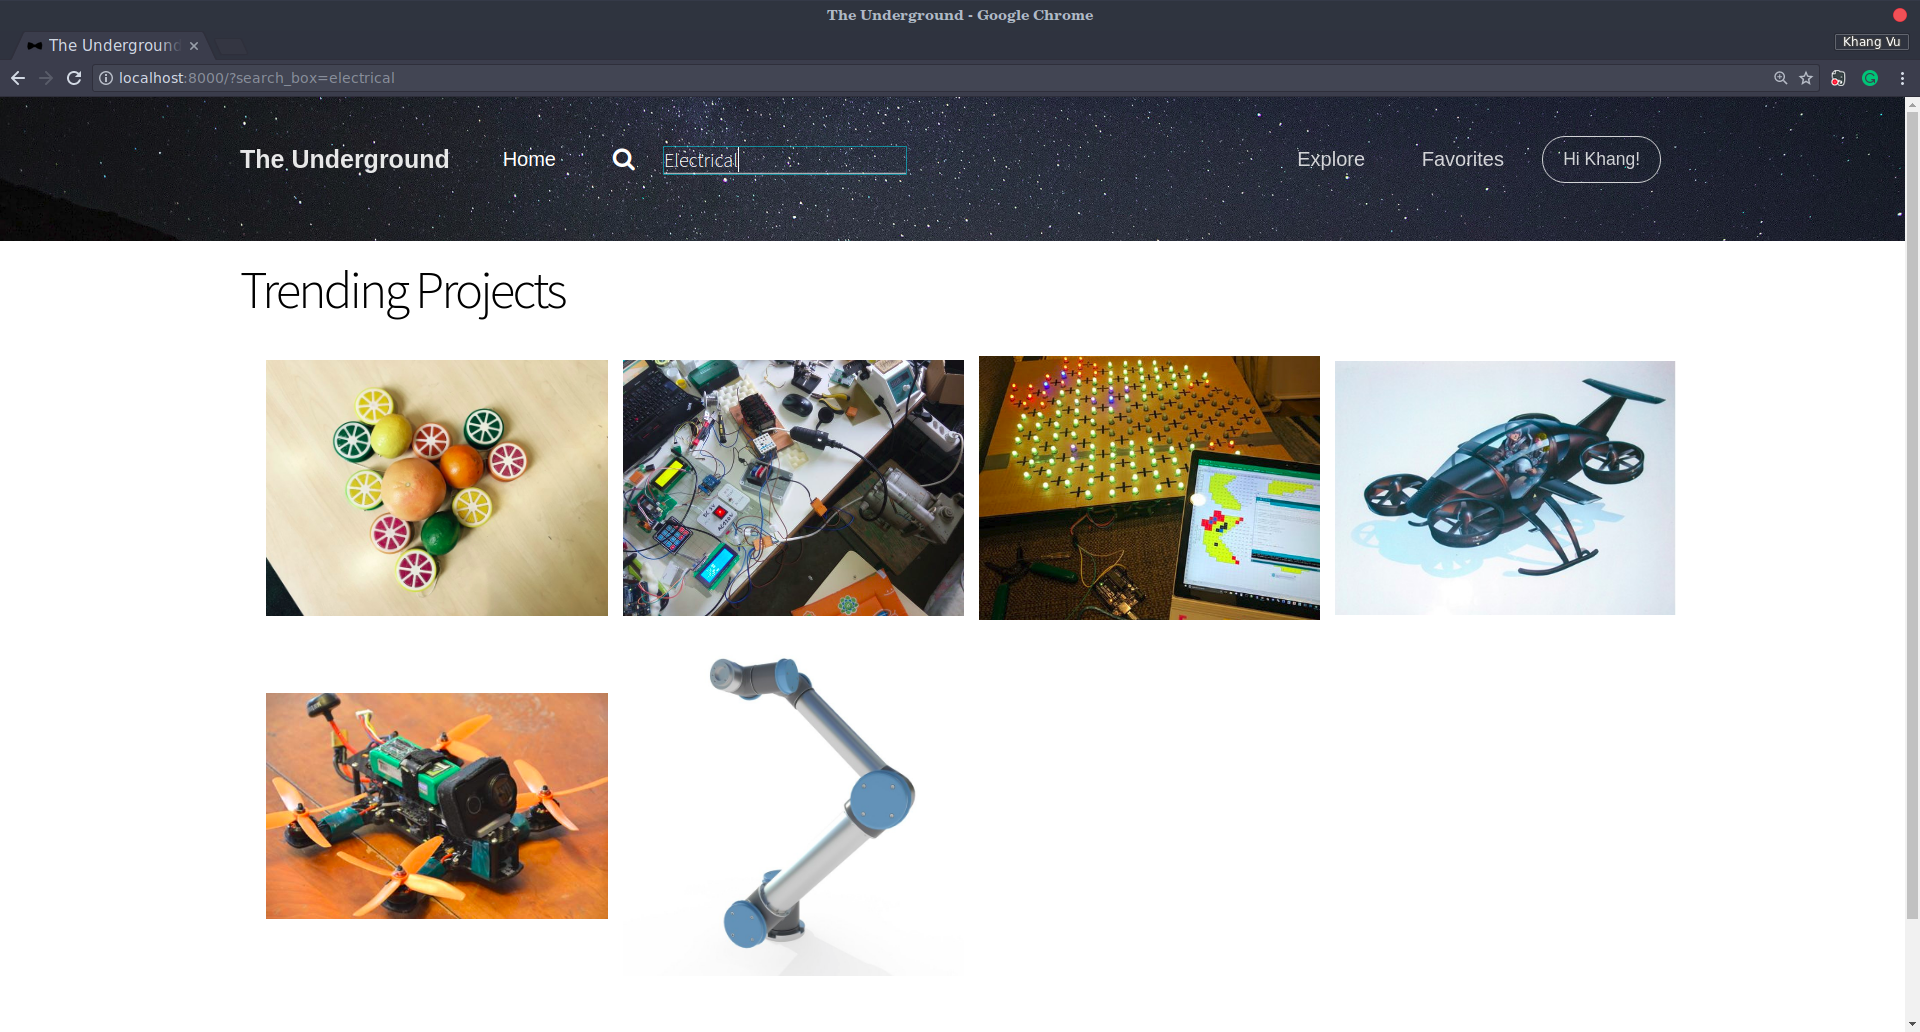 The Underground - Google Chrome
The Underground
Khang Vu
localhost:8000/?search_box=electrical
The Underground
Home
Electrical
Explore
Favorites
Hi Khang!
Trending Projects